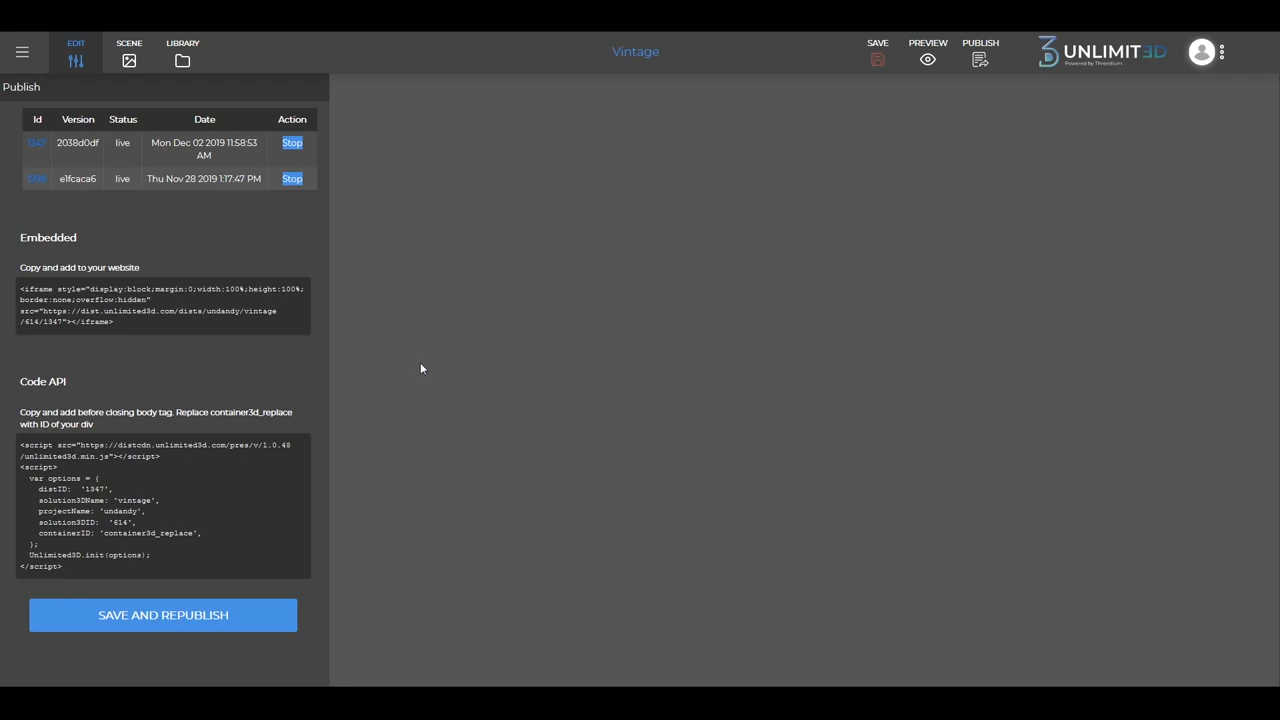 EDIT
SCENE
LIBRARY
Vintage
SAVE
PREVIEW
PUBLISH
UNLIMIT3D
Powered by Threedium
Publish
Id Version Status Date Action
1347 2038d0df live Mon Dec 02 2019 11:58:53 AM Stop
1298 e1fcaca6 live Thu Nov 28 2019 1:17:47 PM Stop
Embedded
Copy and add to your website
<iframe style="display:block;margin:0;width:100%;height:100%;
border:none;overflow:hidden"
src="https://dist.unlimited3d.com/dists/undandy/vintage
/614/1347"></iframe>
Code API
Copy and add before closing body tag. Replace container3d_replace
with ID of your div
<script src="https://distcdn.unlimited3d.com/pres/v/1.0.48
/unlimited3d.min.js"></script>
<script>
var options = {
distID: '1347',
solution3DName: 'vintage',
projectName: 'undandy',
solution3DID: '614',
containerID: 'container3d_replace',
};
Unlimited3D.init(options);
</script>
SAVE AND REPUBLISH